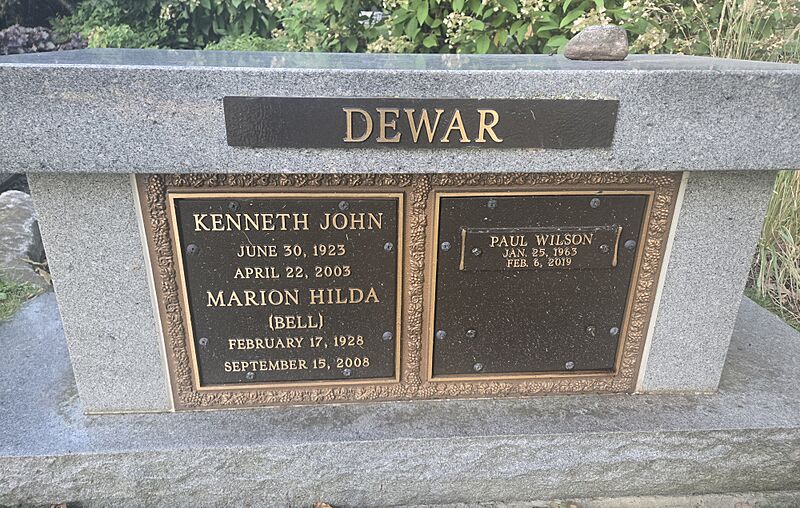 DEWAR
KENNETH JOHN
JUNE 30, 1923
APRIL 22, 2003
MARION HILDA
(BELL)
FEBRUARY 17, 1928
SEPTEMBER 15, 2008
PAUL WILSON
JAN. 25, 1963
FEB. 6, 2019